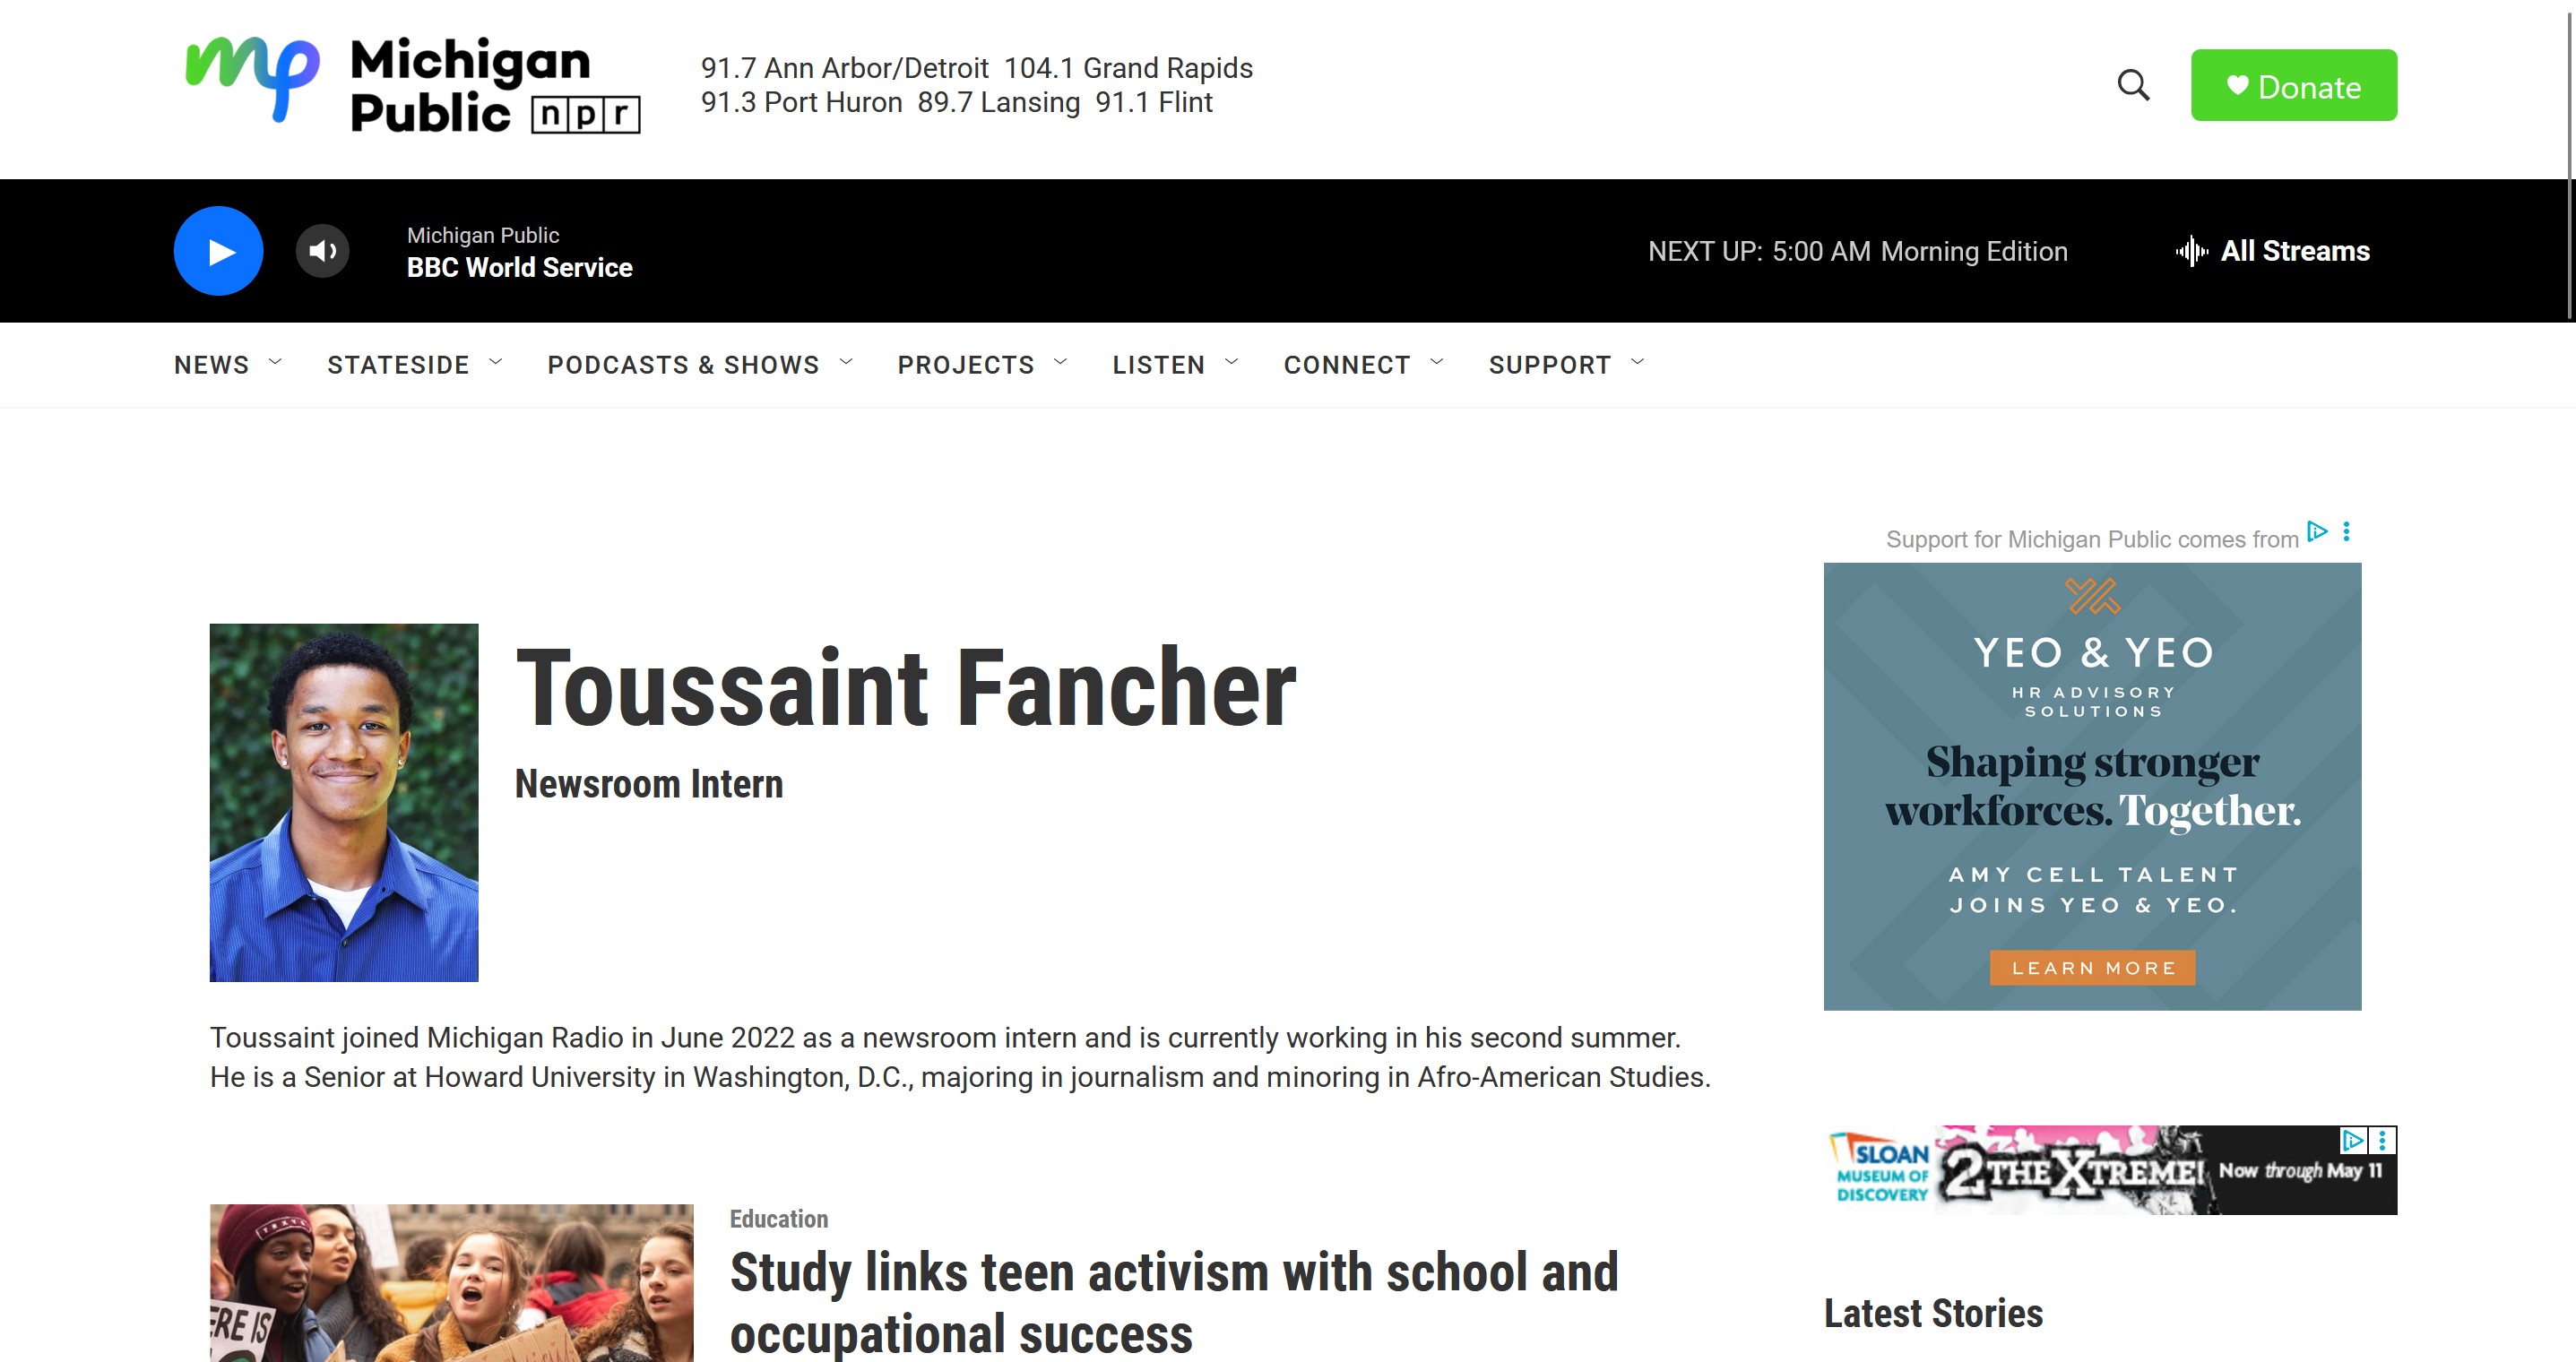 mp Michigan
Public npr
91.7 Ann Arbor/Detroit 104.1 Grand Rapids
91.3 Port Huron 89.7 Lansing 91.1 Flint
Donate
Michigan Public
BBC World Service
NEXT UP: 5:00 AM Morning Edition
All Streams
NEWS STATESIDE PODCASTS & SHOWS PROJECTS LISTEN CONNECT SUPPORT
Toussaint Fancher
Newsroom Intern
Toussaint joined Michigan Radio in June 2022 as a newsroom intern and is currently working in his second summer.
He is a Senior at Howard University in Washington, D.C., majoring in journalism and minoring in Afro-American Studies.
ERE IS
Education
Study links teen activism with school and
occupational success
Support for Michigan Public comes from
YEO & YEO
HR ADVISORY
SOLUTIONS
Shaping stronger
workforces. Together.
AMY CELL TALENT
JOINS YEO & YEO.
LEARN MORE
SLOAN
MUSEUM OF
DISCOVERY
2 THE XTREME!
Now through May 11
Latest Stories